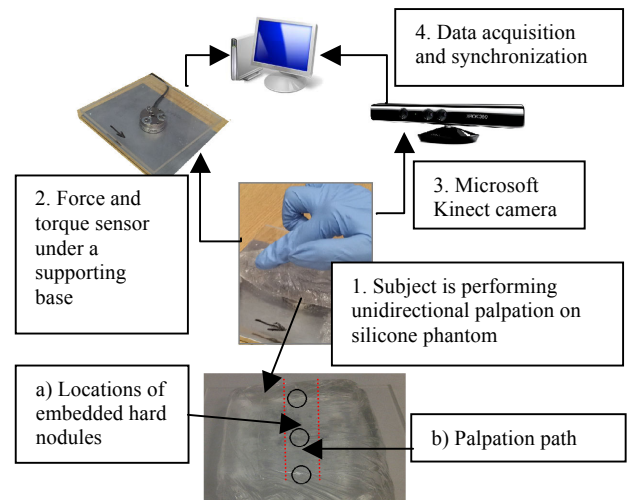 4. Data acquisition
and synchronization
XBOX360
2. Force and
torque sensor
under a
supporting
base
3. Microsoft
Kinect camera
1. Subject is performing
unidirectional palpation on
silicone phantom
a) Locations of
embedded hard
nodules
b) Palpation path